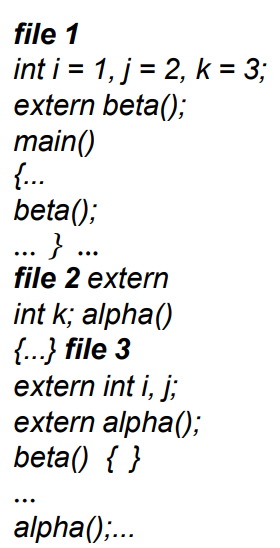 file 1
int i = 1, j = 2, k = 3;
extern beta();
main()
{...
beta();
... } ...
file 2 extern
int k; alpha()
{...} file 3
extern int i, j;
extern alpha();
beta() { }
...
alpha();...